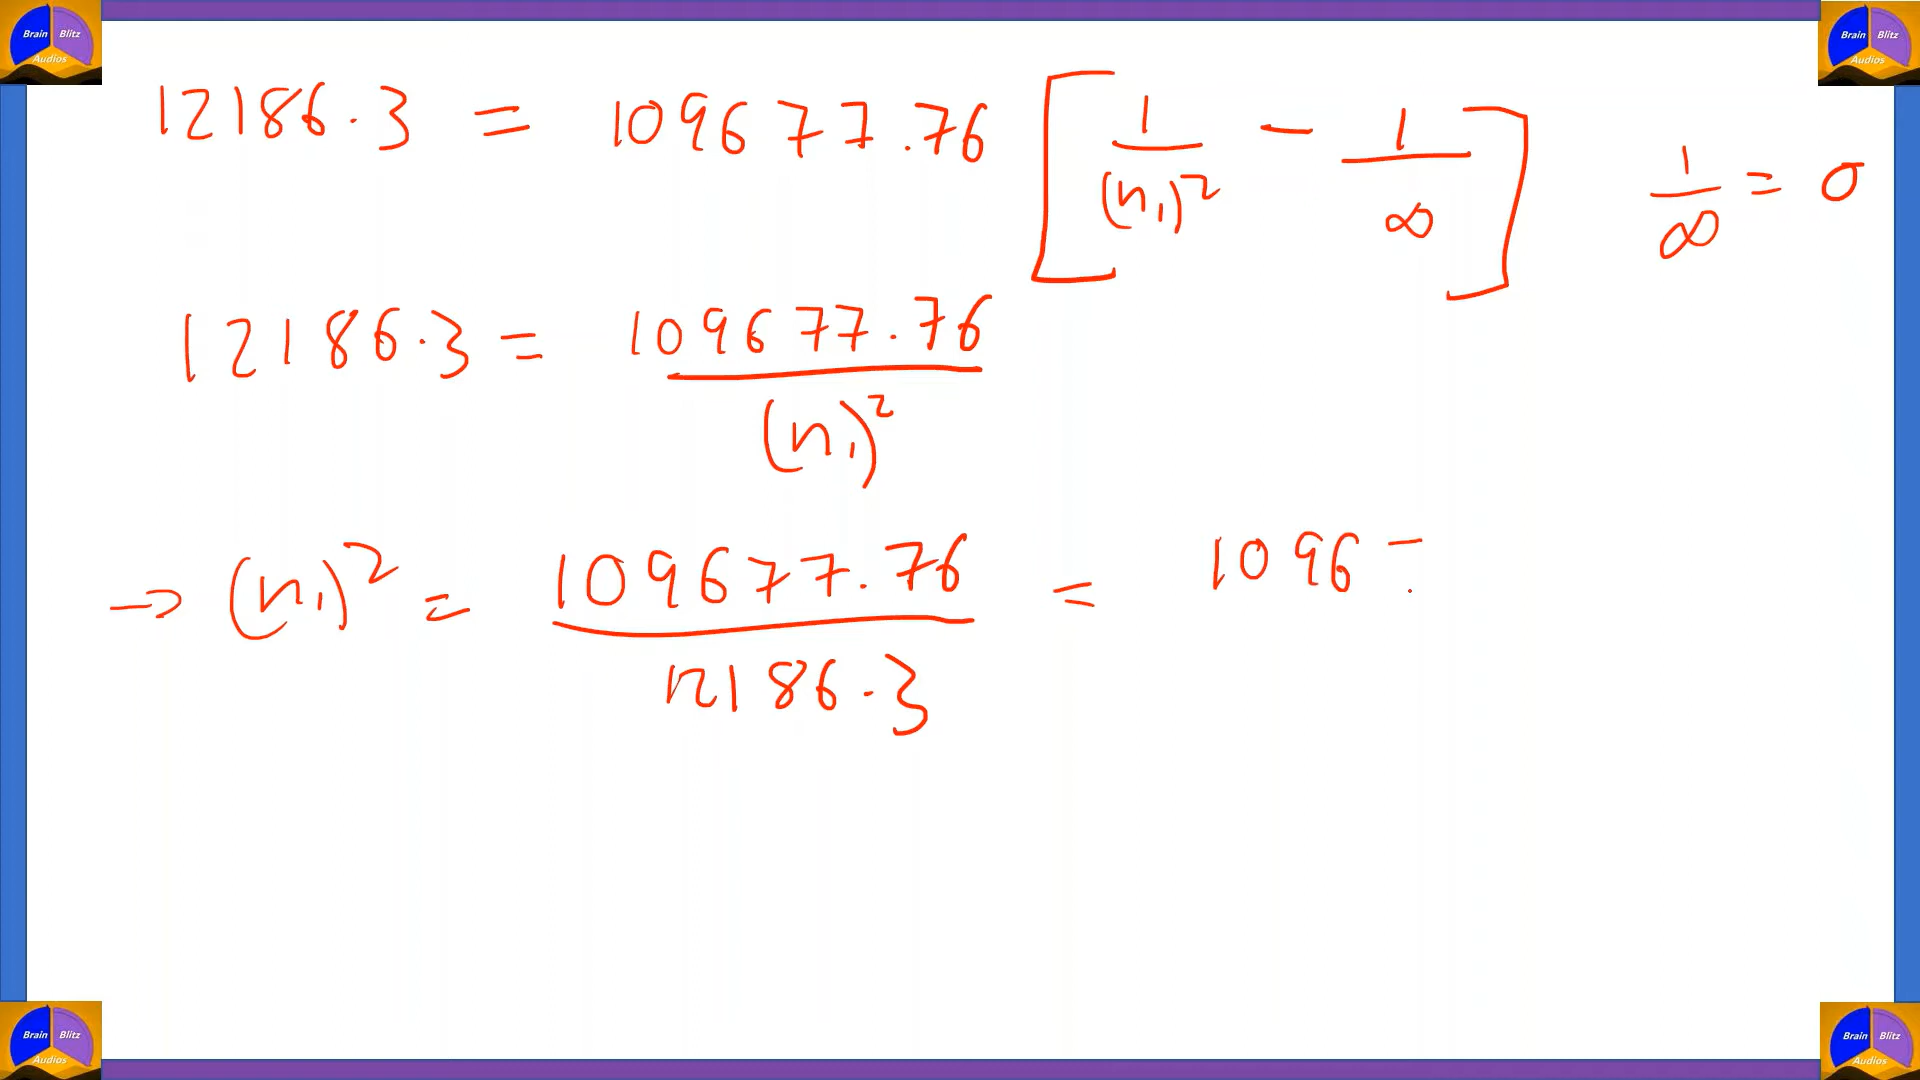 Brain Blitz Audios
Brain Blitz Audios
12186.3 = 109677.76 [1/(n₁)² − 1/∞] 1/∞ = 0
12186.3 = 109677.76/(n₁)²
→ (n₁)² = 109677.76/12186.3 = 1096
Brain Blitz Audios
Brain Blitz Audios